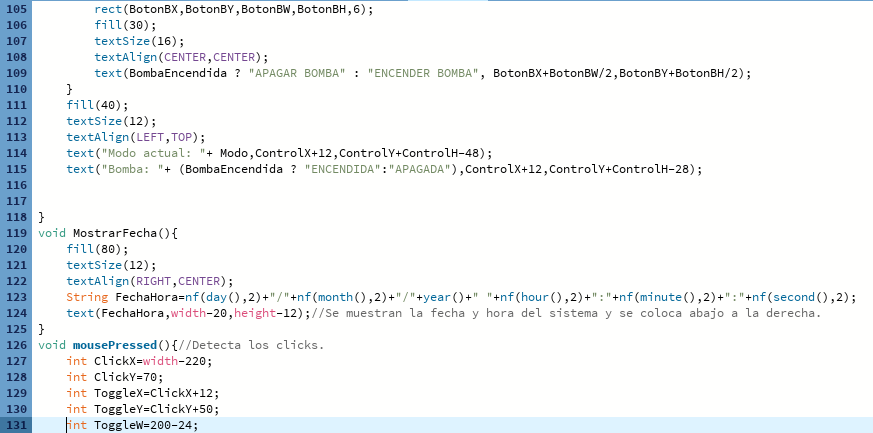 105 rect(BotonBX,BotonBY,BotonBW,BotonBH,6);
106 fill(30);
107 textSize(16);
108 textAlign(CENTER,CENTER);
109 text(BombaEncendida ? "APAGAR BOMBA" : "ENCENDER BOMBA", BotonBX+BotonBW/2,BotonBY+BotonBH/2);
110 }
111 fill(40);
112 textSize(12);
113 textAlign(LEFT,TOP);
114 text("Modo actual: "+ Modo,ControlX+12,ControlY+ControlH-48);
115 text("Bomba: "+ (BombaEncendida ? "ENCENDIDA":"APAGADA"),ControlX+12,ControlY+ControlH-28);
116
117
118 }
119 void MostrarFecha(){
120 fill(80);
121 textSize(12);
122 textAlign(RIGHT,CENTER);
123 String FechaHora=nf(day(),2)+"/"+nf(month(),2)+"/"+year()+" "+nf(hour(),2)+":"+nf(minute(),2)+":"+nf(second(),2);
124 text(FechaHora,width-20,height-12);//Se muestran la fecha y hora del sistema y se coloca abajo a la derecha.
125 }
126 void mousePressed(){//Detecta los clicks.
127 int ClickX=width-220;
128 int ClickY=70;
129 int ToggleX=ClickX+12;
130 int ToggleY=ClickY+50;
131 int ToggleW=200-24;